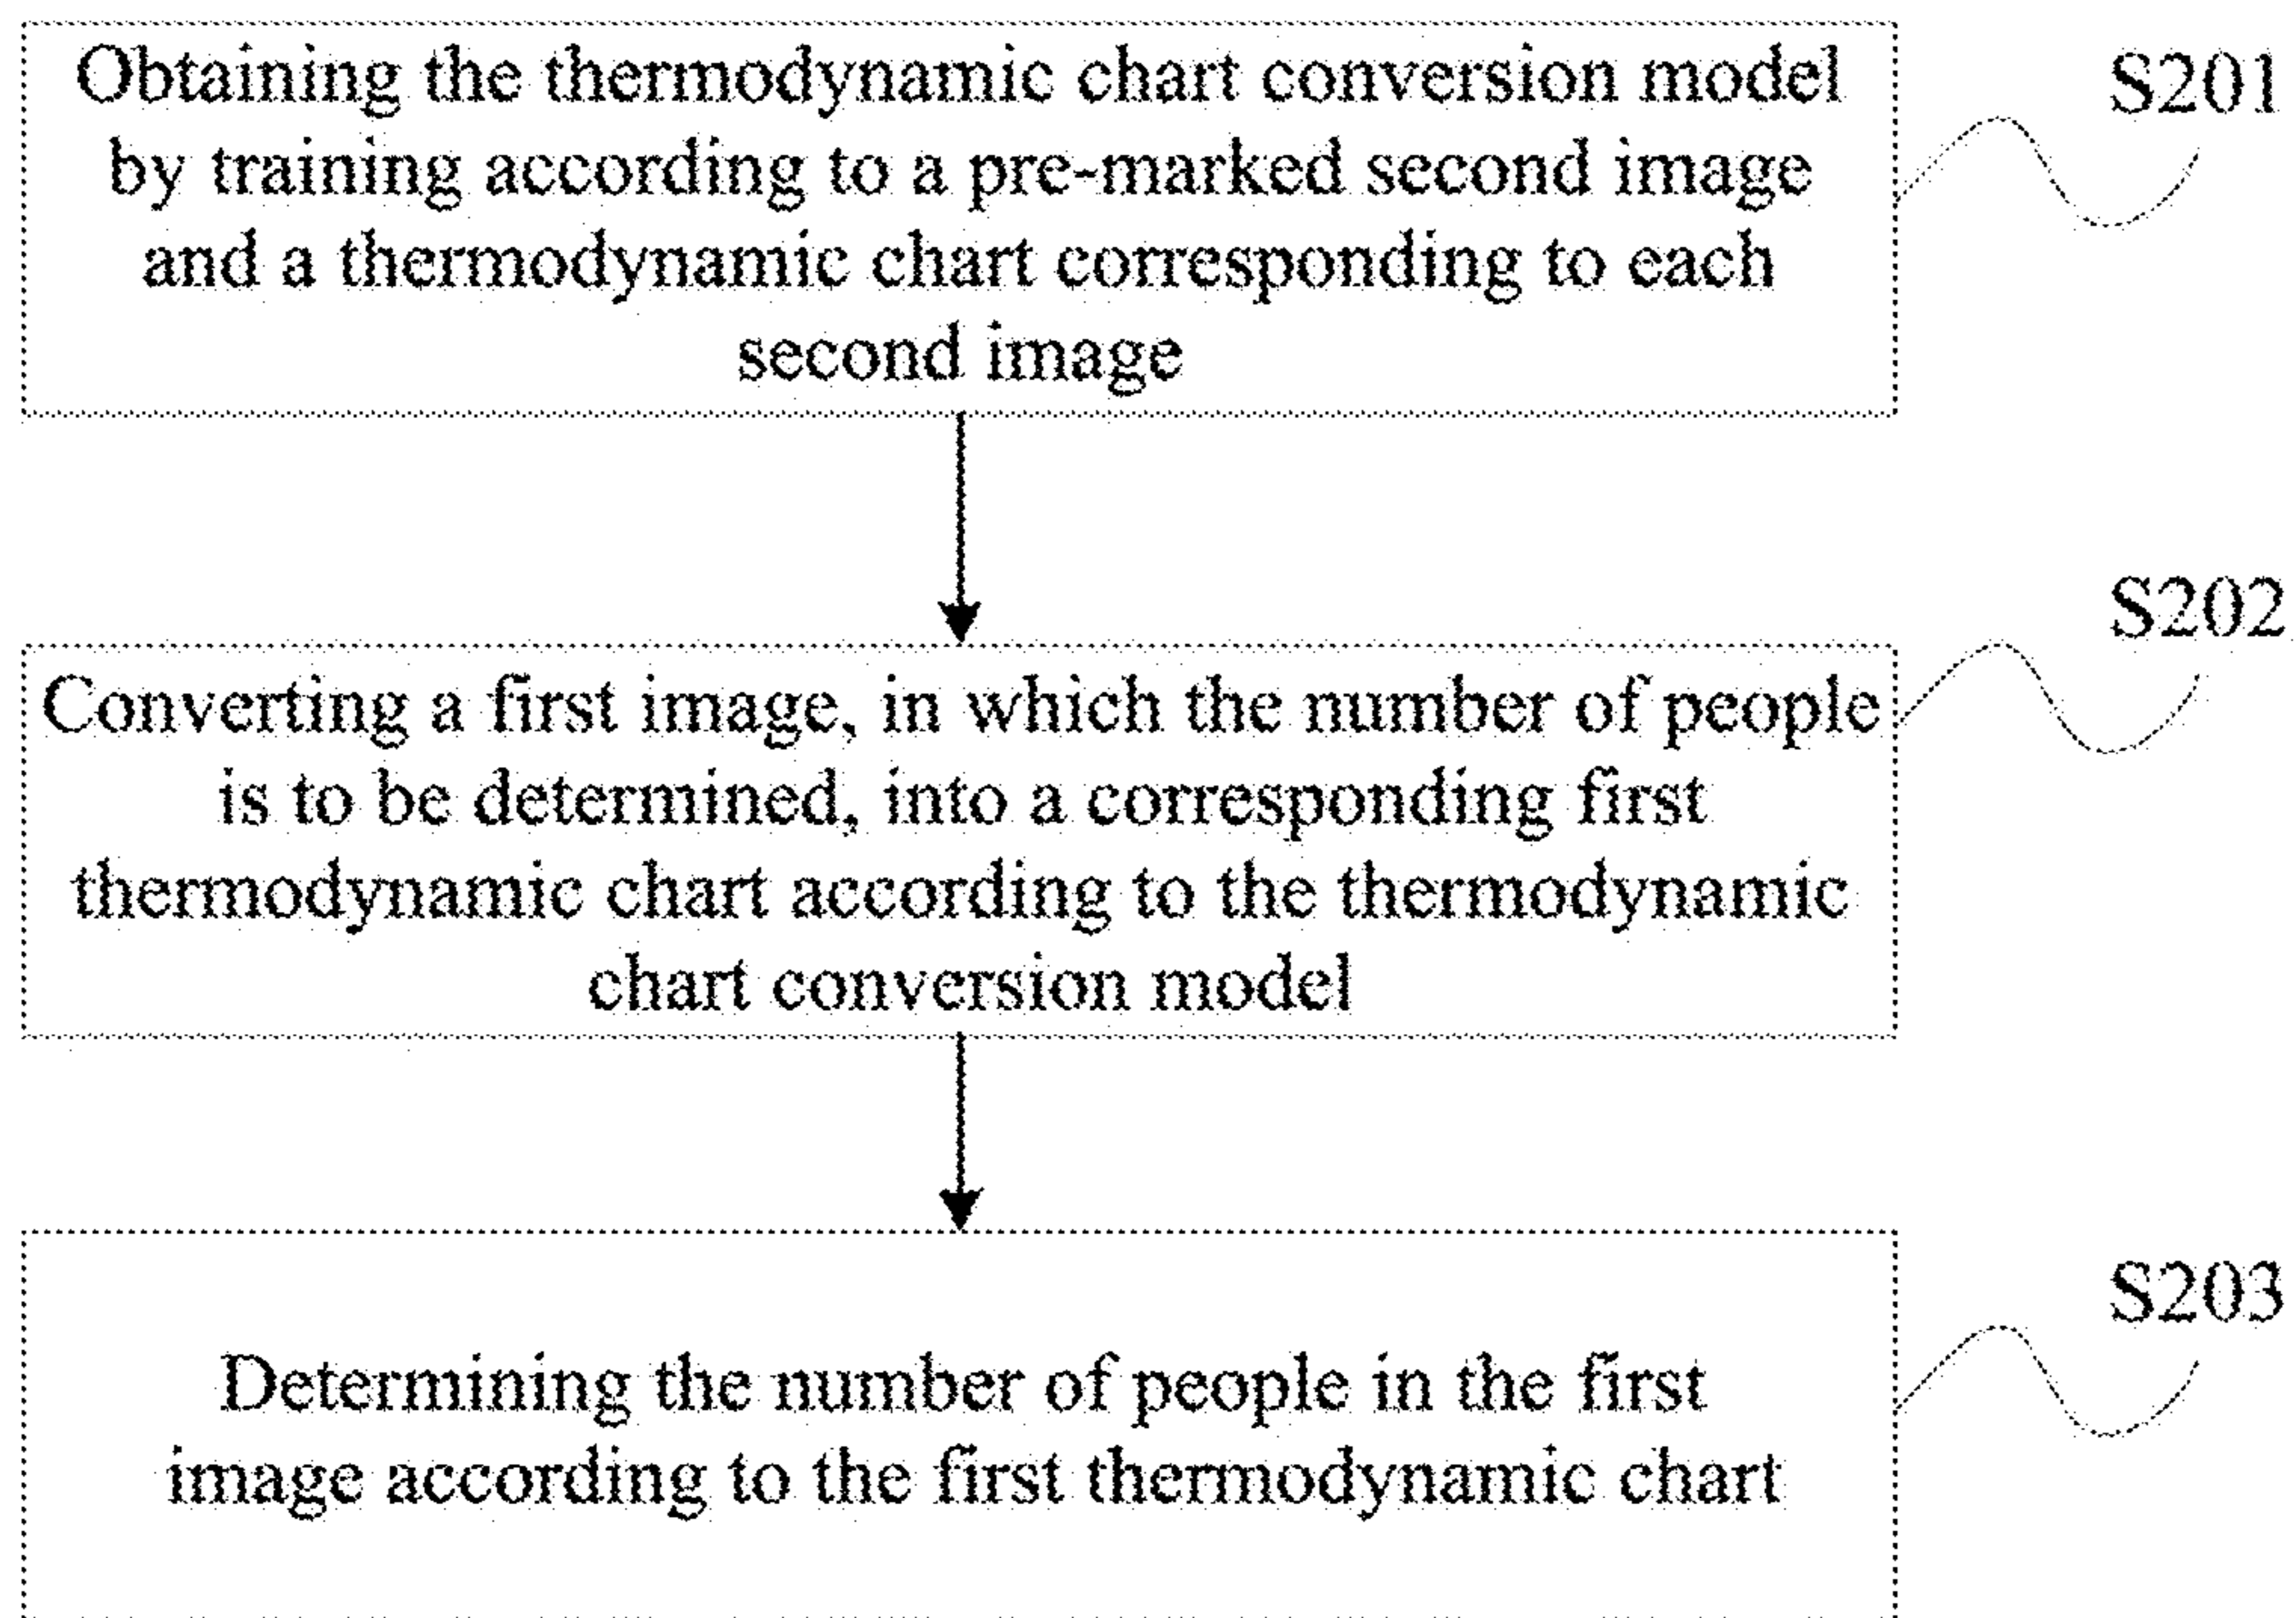 Obtaining the thermodynamic chart conversion model
by training according to a pre-marked second image
and a thermodynamic chart corresponding to each
second image
S201
Converting a first image, in which the number of people
is to be determined, into a corresponding first
thermodynamic chart according to the thermodynamic
chart conversion model
S202
Determining the number of people in the first
image according to the first thermodynamic chart
S203